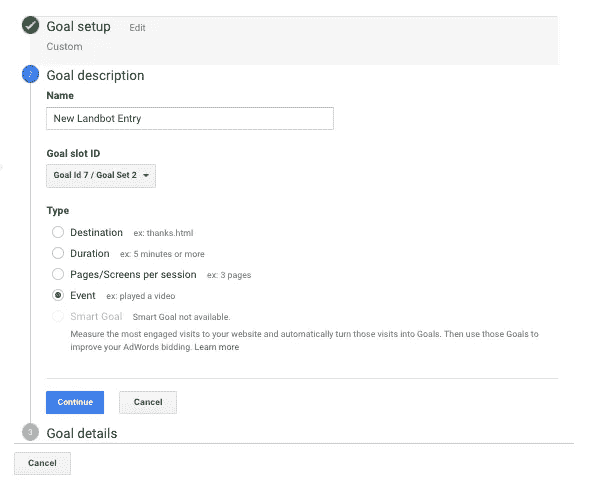 Goal setup Edit
Custom
2 Goal description
Name
New Landbot Entry
Goal slot ID
Goal Id 7 / Goal Set 2
Type
Destination ex: thanks.html
Duration ex: 5 minutes or more
Pages/Screens per session ex: 3 pages
Event ex: played a video
Smart Goal Smart Goal not available.
Measure the most engaged visits to your website and automatically turn those visits into Goals. Then use those Goals to
improve your AdWords bidding. Learn more
Continue Cancel
3 Goal details
Cancel